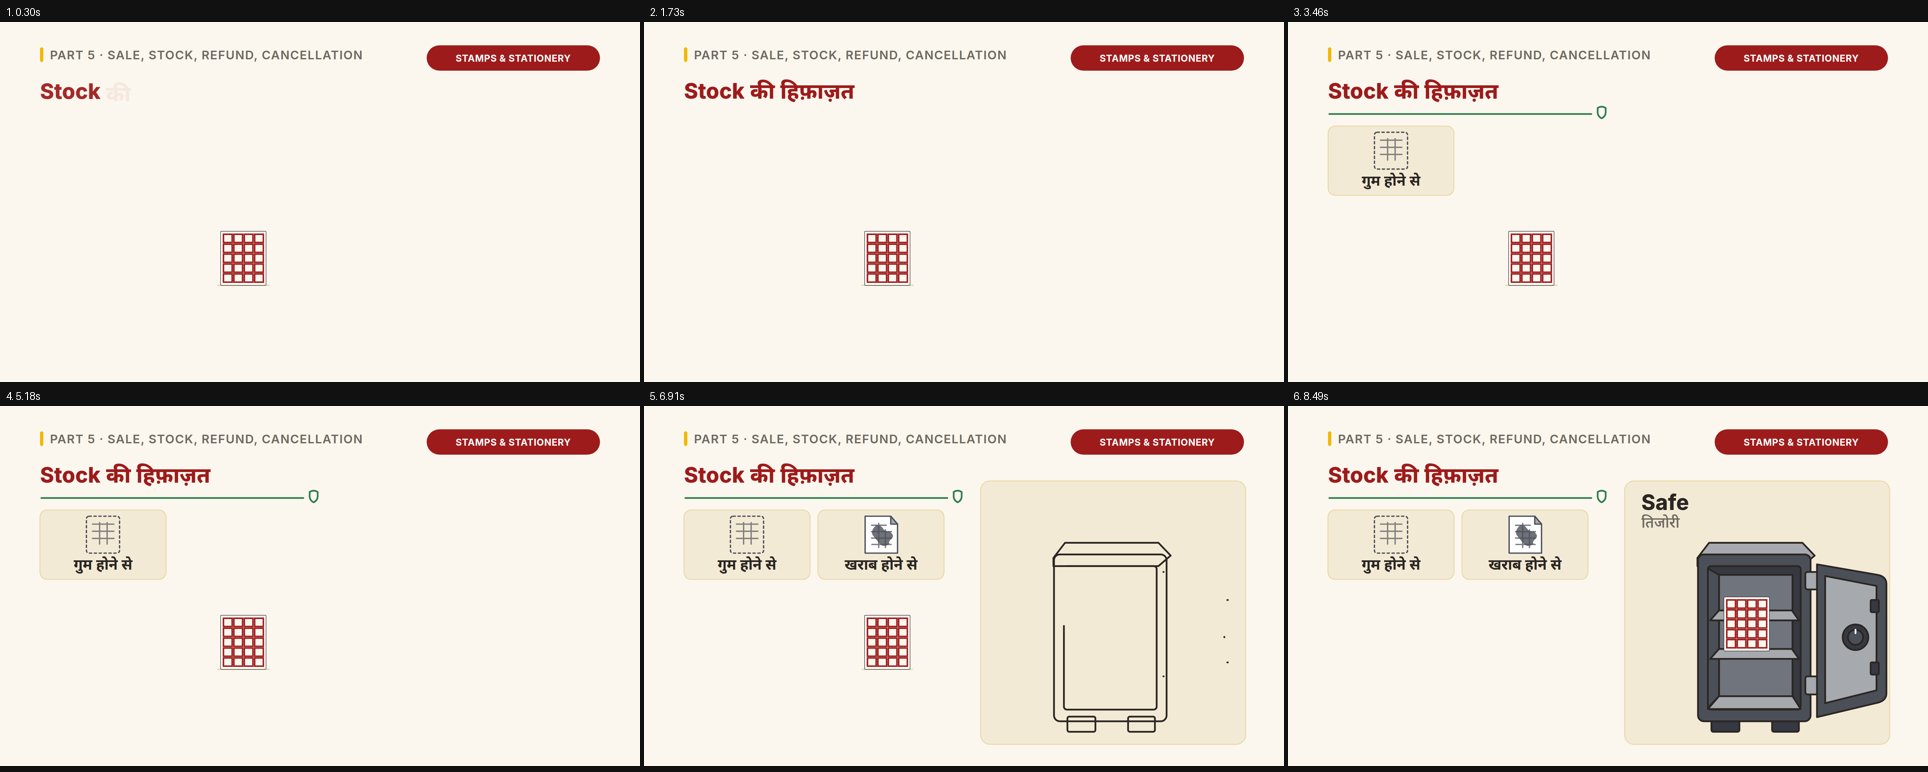 1. 0.30s
PART 5 · SALE, STOCK, REFUND, CANCELLATION
STAMPS & STATIONERY
Stock की
2. 1.73s
PART 5 · SALE, STOCK, REFUND, CANCELLATION
STAMPS & STATIONERY
Stock की हिफ़ाज़त
3. 3.46s
PART 5 · SALE, STOCK, REFUND, CANCELLATION
STAMPS & STATIONERY
Stock की हिफ़ाज़त
गुम होने से
4. 5.18s
PART 5 · SALE, STOCK, REFUND, CANCELLATION
STAMPS & STATIONERY
Stock की हिफ़ाज़त
गुम होने से
5. 6.91s
PART 5 · SALE, STOCK, REFUND, CANCELLATION
STAMPS & STATIONERY
Stock की हिफ़ाज़त
गुम होने से
खराब होने से
6. 8.49s
PART 5 · SALE, STOCK, REFUND, CANCELLATION
STAMPS & STATIONERY
Stock की हिफ़ाज़त
गुम होने से
खराब होने से
Safe
तिजोरी